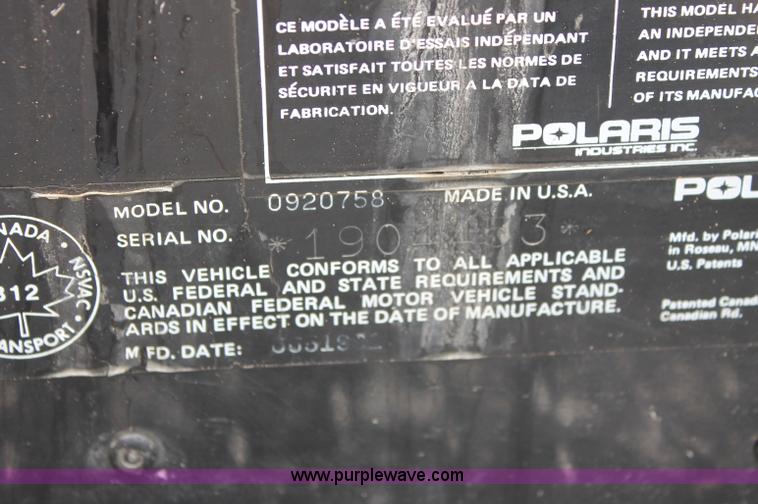 CE MODÈLE A ÉTÉ EVALUÉ PAR UN
LABORATOIRE D'ESSAIS INDÉPENDANT
ET SATISFAIT TOUTES LES NORMES DE
SÉCURITE EN VIGUEUR A LA DATA DE
FABRICATION.
THIS MODEL HA
AN INDEPENDE
AND IT MEETS A
REQUIREMENTS
OF ITS MANUFAC
POLARIS
INDUSTRIES INC.
MODEL NO. 0920758 MADE IN U.S.A.
SERIAL NO.
THIS VEHICLE CONFORMS TO ALL APPLICABLE
U.S. FEDERAL AND STATE REQUIREMENTS AND
CANADIAN FEDERAL MOTOR VEHICLE STAND-
ARDS IN EFFECT ON THE DATE OF MANUFACTURE.
MFD. DATE:
ANADA · NSVAC ·
312
ANSPORT
POL
Mfd. by Polari
in Roseau, MN
U.S. Patents
Patented Canad
Canadian Rd.
www.purplewave.com